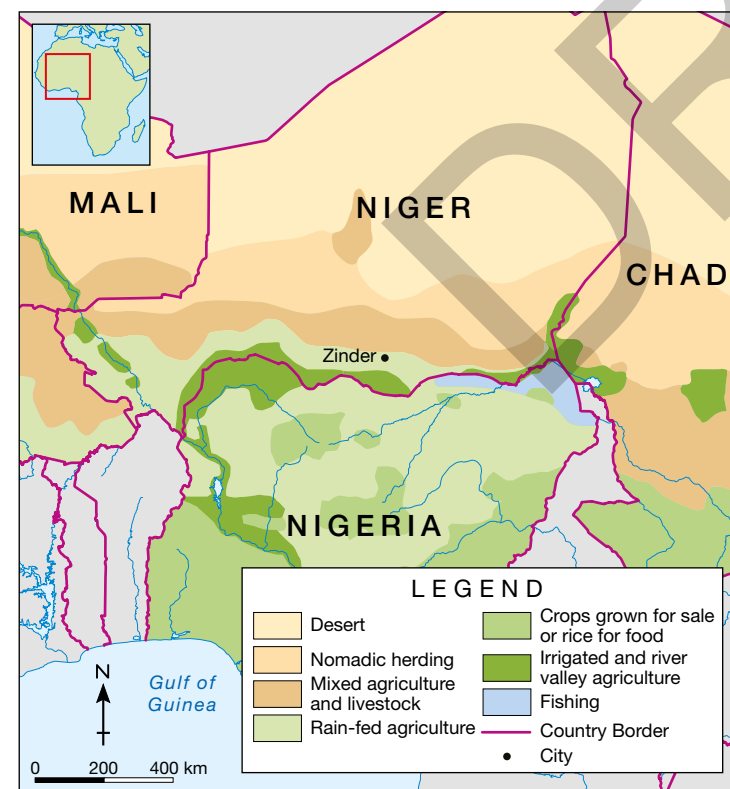 MALI
NIGER
CHAD
Zinder
NIGERIA
LEGEND
Desert
Nomadic herding
Mixed agriculture
and livestock
Rain-fed agriculture
Crops grown for sale
or rice for food
Irrigated and river
valley agriculture
Fishing
Country Border
City
N
Gulf of
Guinea
0 200 400 km